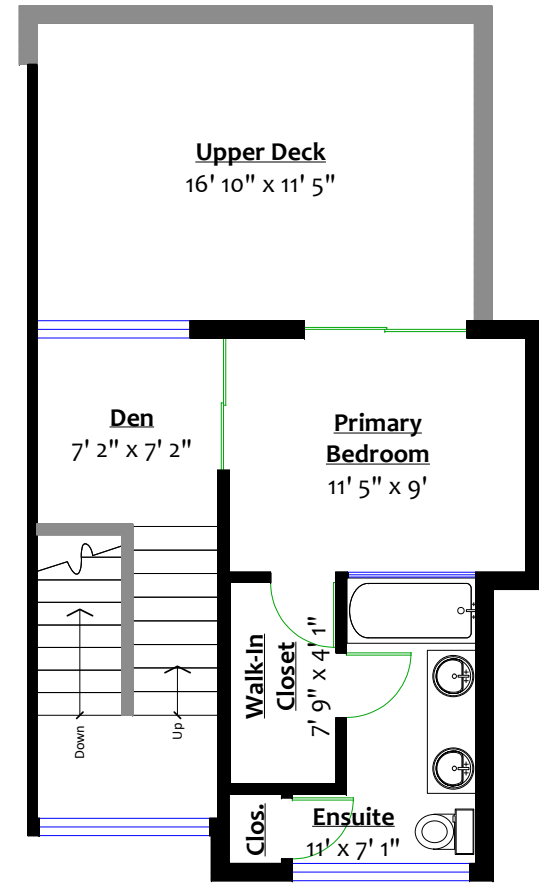 Upper Deck
16' 10" x 11' 5"
Den
7' 2" x 7' 2"
Primary
Bedroom
11' 5" x 9'
Walk-In
Closet
7' 9" x 4' 1"
Down
Up
Clos.
Ensuite
11' x 7' 1"